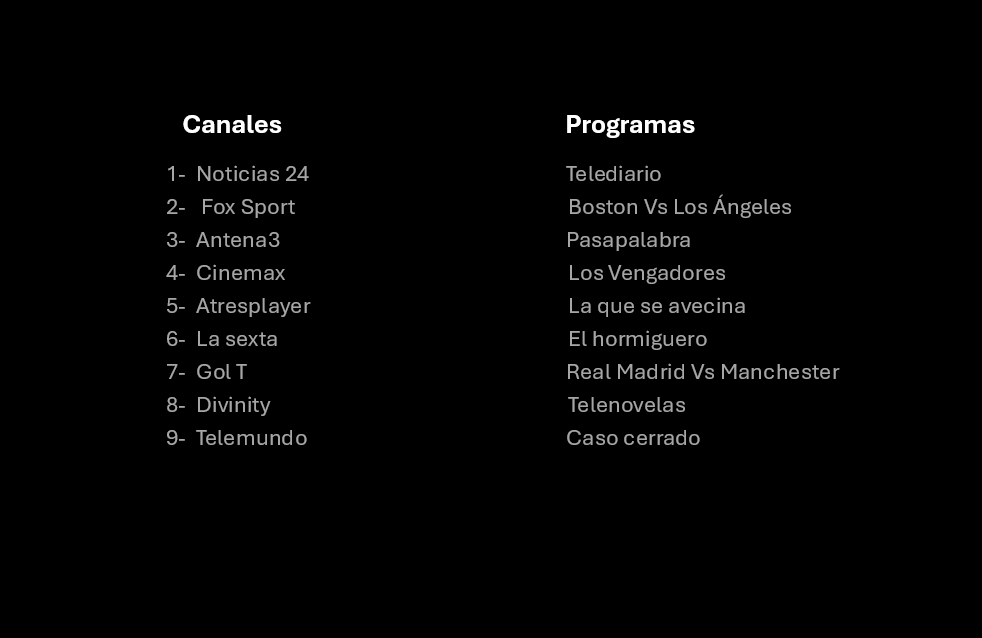 Canales Programas
1- Noticias 24 Telediario
2- Fox Sport Boston Vs Los Ángeles
3- Antena3 Pasapalabra
4- Cinemax Los Vengadores
5- Atresplayer La que se avecina
6- La sexta El hormiguero
7- Gol T Real Madrid Vs Manchester
8- Divinity Telenovelas
9- Telemundo Caso cerrado